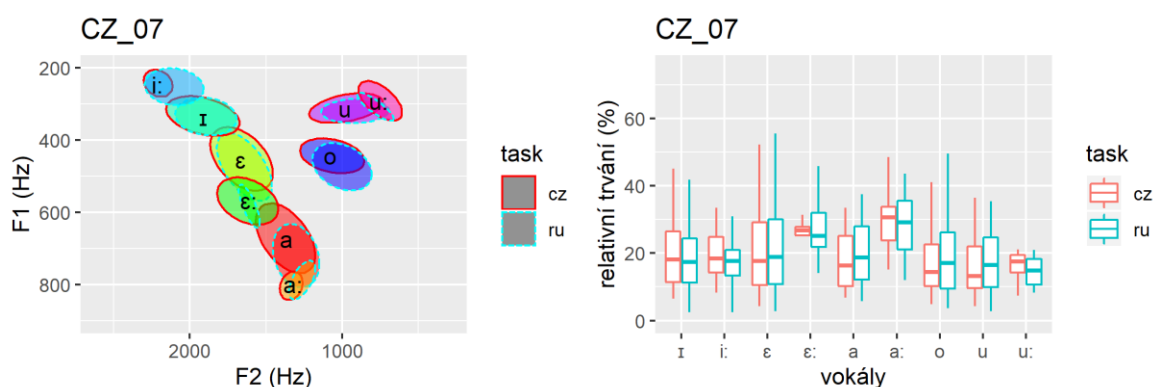 CZ_07
200
400
600
800
F1 (Hz)
2000 1000
F2 (Hz)
i:
ɪ
ɛ
ɛ:
a
a:
u
u:
o
task
cz
ru
CZ_07
60
40
20
0
relativní trvání (%)
ɪ i: ɛ ɛ: a a: o u u:
vokály
task
cz
ru